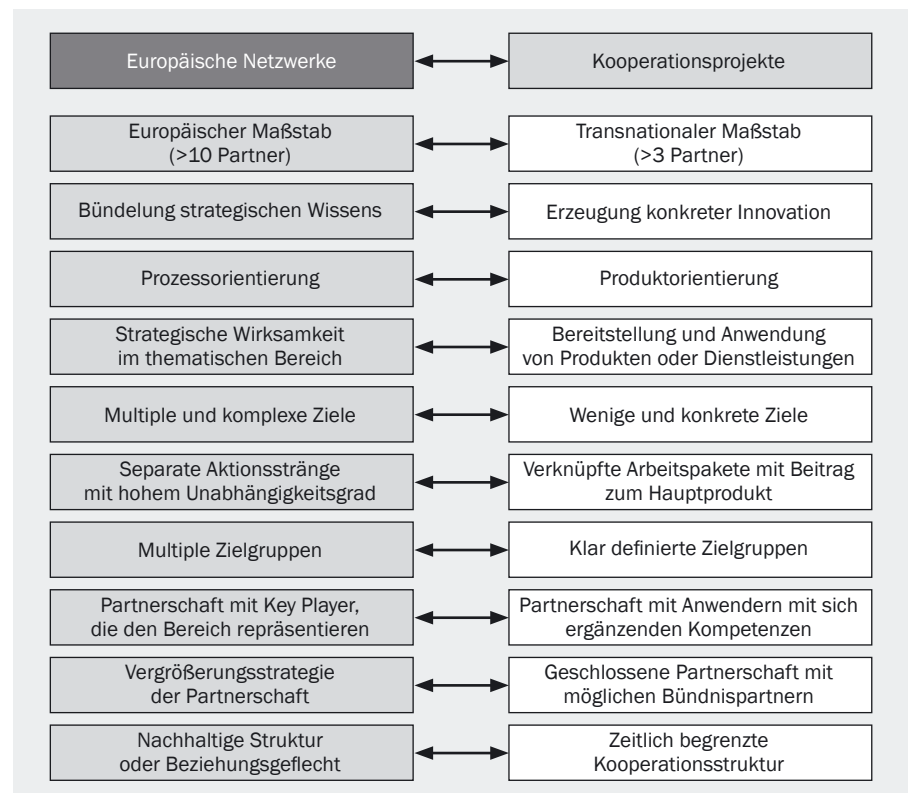 Europäische Netzwerke
Kooperationsprojekte
Europäischer Maßstab
(>10 Partner)
Transnationaler Maßstab
(>3 Partner)
Bündelung strategischen Wissens
Erzeugung konkreter Innovation
Prozessorientierung
Produktorientierung
Strategische Wirksamkeit
im thematischen Bereich
Bereitstellung und Anwendung
von Produkten oder Dienstleistungen
Multiple und komplexe Ziele
Wenige und konkrete Ziele
Separate Aktionsstränge
mit hohem Unabhängigkeitsgrad
Verknüpfte Arbeitspakete mit Beitrag
zum Hauptprodukt
Multiple Zielgruppen
Klar definierte Zielgruppen
Partnerschaft mit Key Player,
die den Bereich repräsentieren
Partnerschaft mit Anwendern mit sich
ergänzenden Kompetenzen
Vergrößerungsstrategie
der Partnerschaft
Geschlossene Partnerschaft mit
möglichen Bündnispartnern
Nachhaltige Struktur
oder Beziehungsgeflecht
Zeitlich begrenzte
Kooperationsstruktur